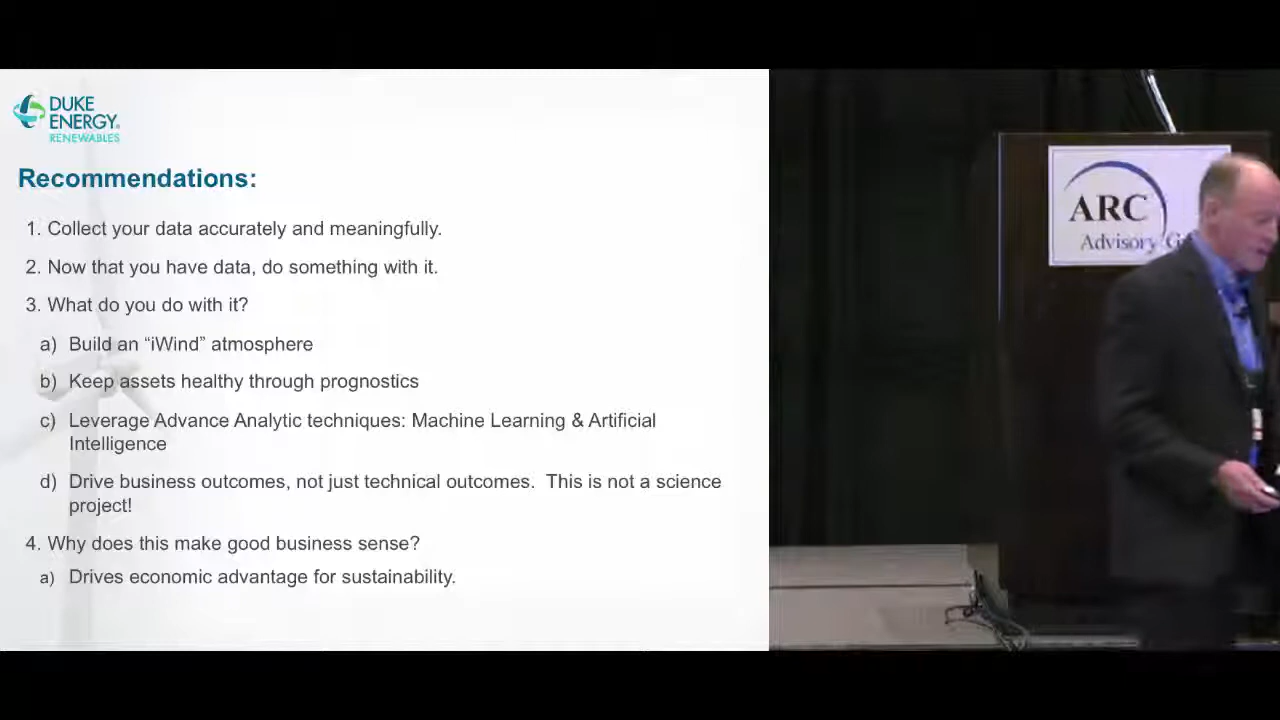 DUKE
ENERGY®
RENEWABLES
Recommendations:
1. Collect your data accurately and meaningfully.
2. Now that you have data, do something with it.
3. What do you do with it?
a) Build an “iWind” atmosphere
b) Keep assets healthy through prognostics
c) Leverage Advance Analytic techniques: Machine Learning & Artificial
Intelligence
d) Drive business outcomes, not just technical outcomes. This is not a science
project!
4. Why does this make good business sense?
a) Drives economic advantage for sustainability.
ARC
Advisory G